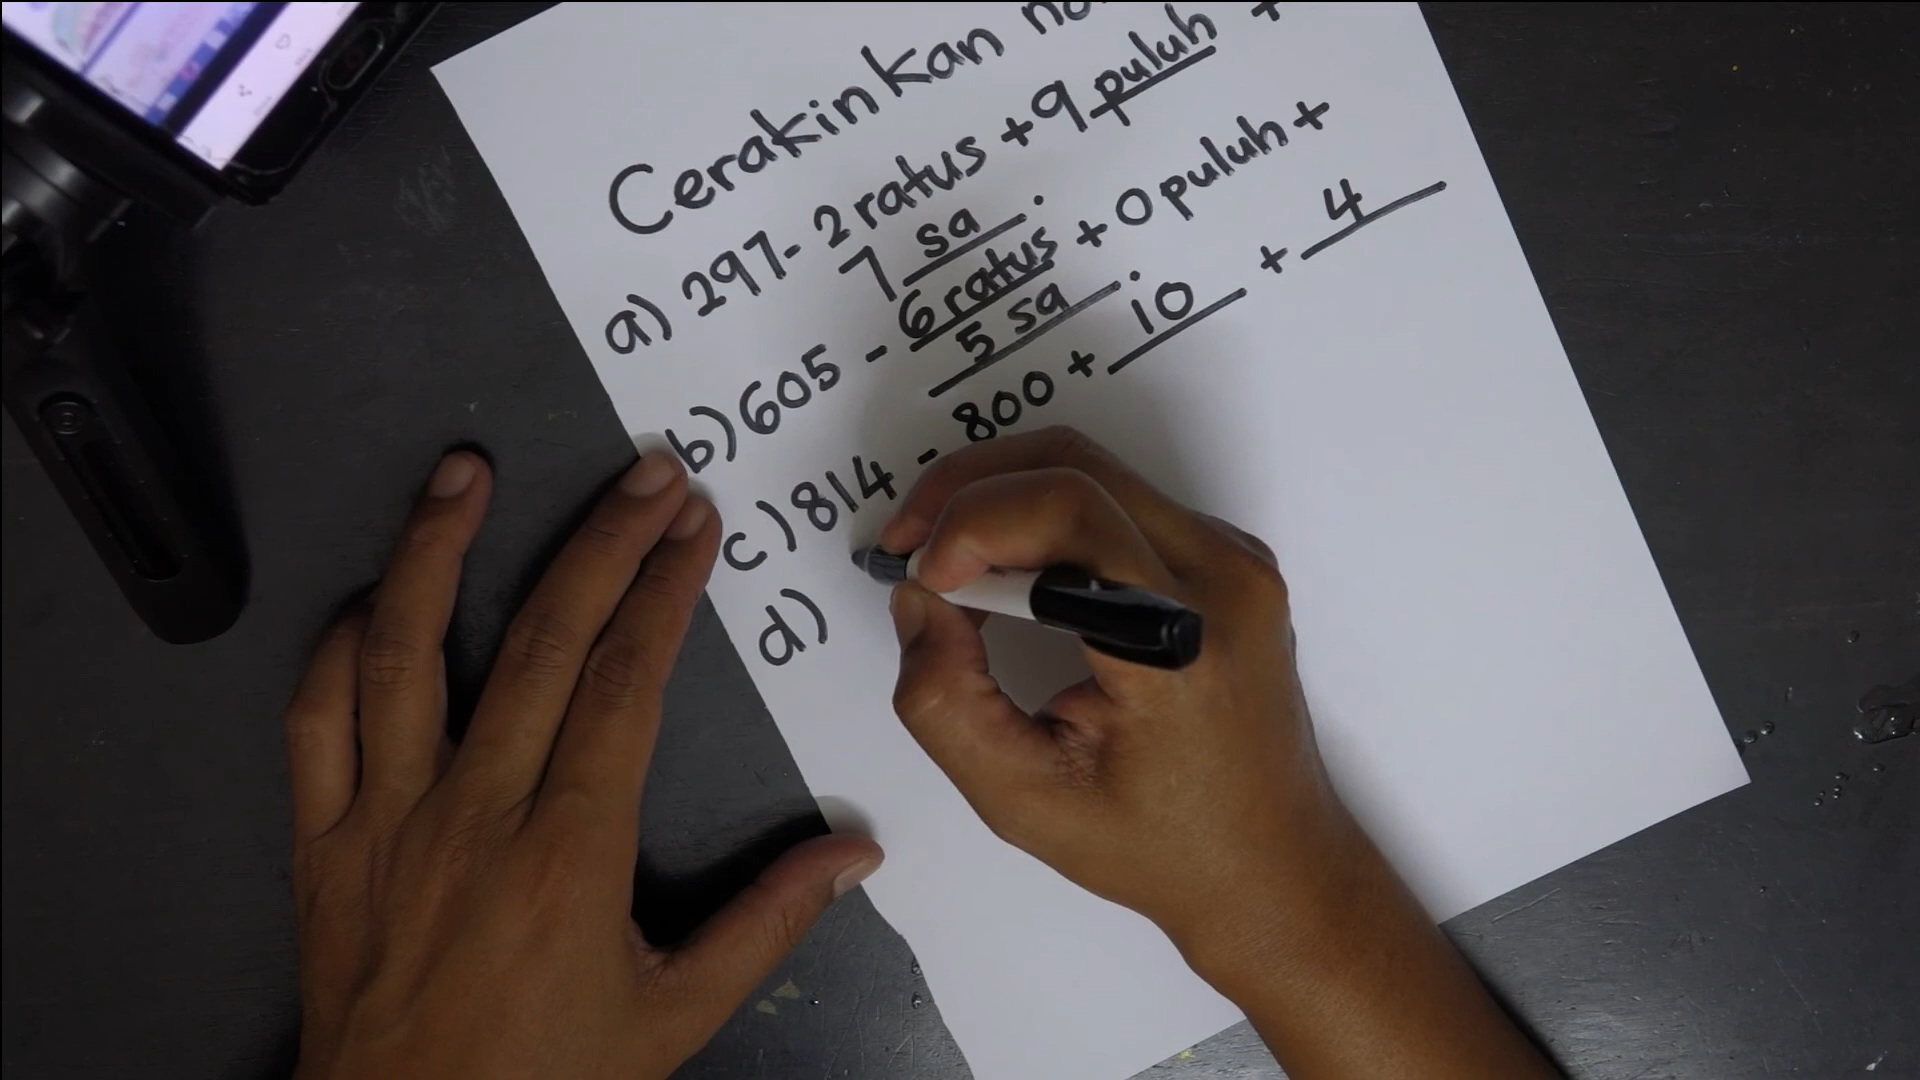 Cerakinkan
a) 297- 2 ratus + 9 puluh +
7 sa.
b) 605 - 6 ratus + 0 puluh +
5 sa.
c) 814 - 800 + 10 + 4
d)